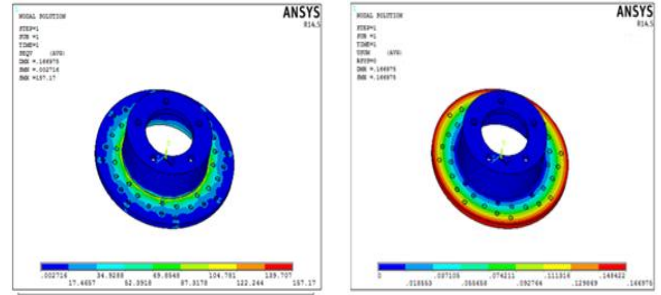 ANSYS
R14.5
NODAL SOLUTION
STEP=1
SUB =1
TIME=1
SEQV (AVG)
DMX =.166975
SMN =.002716
SMX =157.17
.002716
17.4657
34.9288
52.3918
69.8548
87.3178
104.781
122.244
139.707
157.17
ANSYS
R14.5
NODAL SOLUTION
STEP=1
SUB =1
TIME=1
USUM (AVG)
RSYS=0
DMX =.166975
SMX =.166975
0
.018553
.037105
.055658
.074211
.092764
.111316
.129869
.148422
.166975